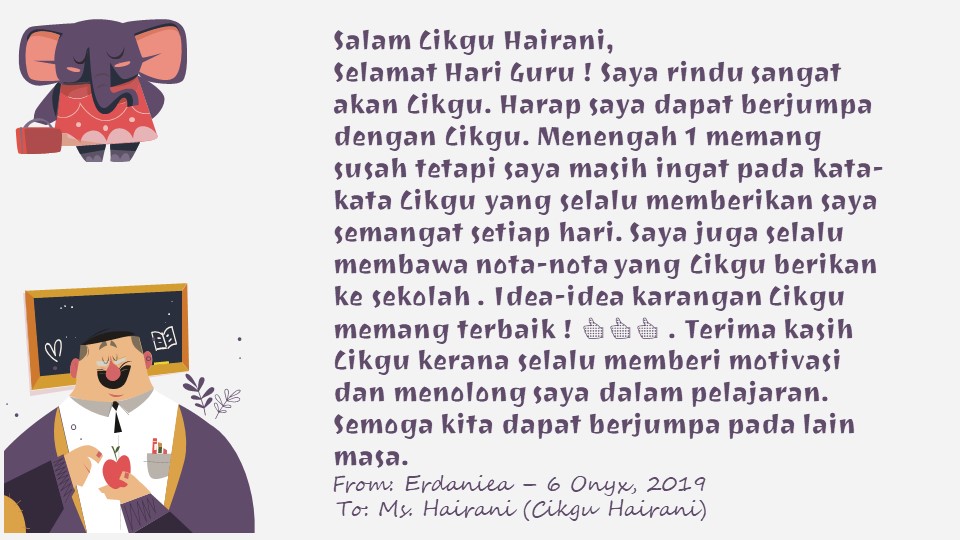 Salam Cikgu Hairani,
Selamat Hari Guru ! Saya rindu sangat
akan Cikgu. Harap saya dapat berjumpa
dengan Cikgu. Menengah 1 memang
susah tetapi saya masih ingat pada kata-
kata Cikgu yang selalu memberikan saya
semangat setiap hari. Saya juga selalu
membawa nota-nota yang Cikgu berikan
ke sekolah . Idea-idea karangan Cikgu
memang terbaik ! 👍👍👍 . Terima kasih
Cikgu kerana selalu memberi motivasi
dan menolong saya dalam pelajaran.
Semoga kita dapat berjumpa pada lain
masa.
From: Erdaniea – 6 Onyx, 2019
To: Ms. Hairani (Cikgu Hairani)